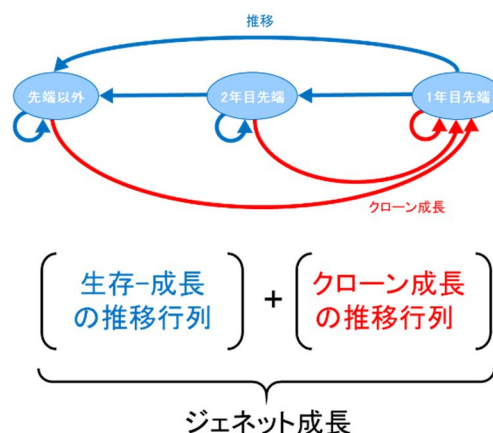 推移
先端以外
2年目先端
1年目先端
クローン成長
生存-成長
の推移行列
+
クローン成長
の推移行列
ジェネット成長